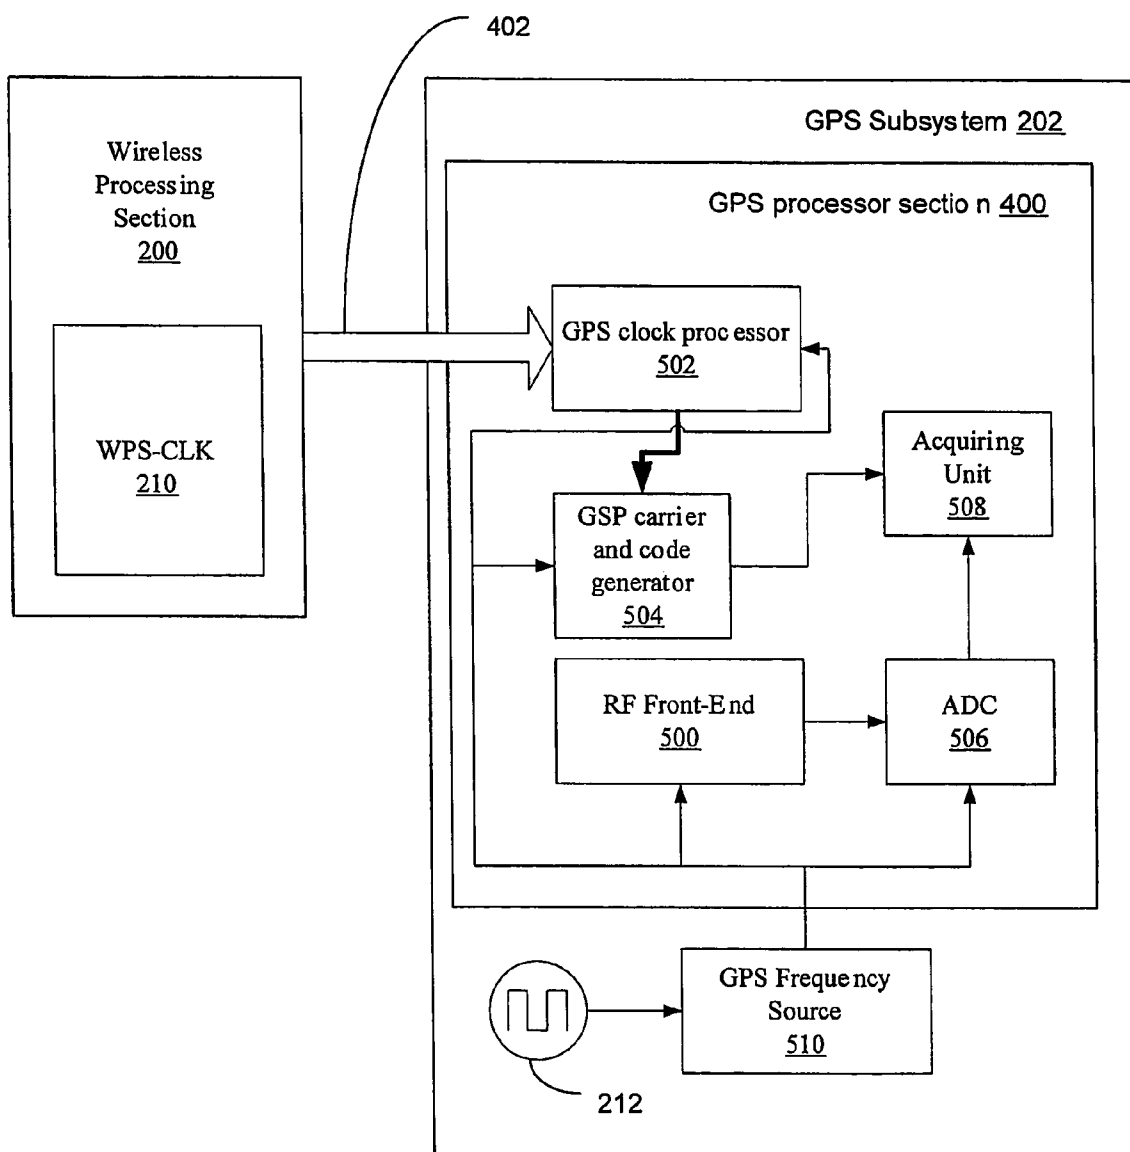 402
GPS Subsystem 202
Wireless
Processing
Section
200
GPS processor section 400
GPS clock processor
502
WPS-CLK
210
Acquiring
Unit
508
GSP carrier
and code
generator
504
RF Front-End
500
ADC
506
GPS Frequency
Source
510
212